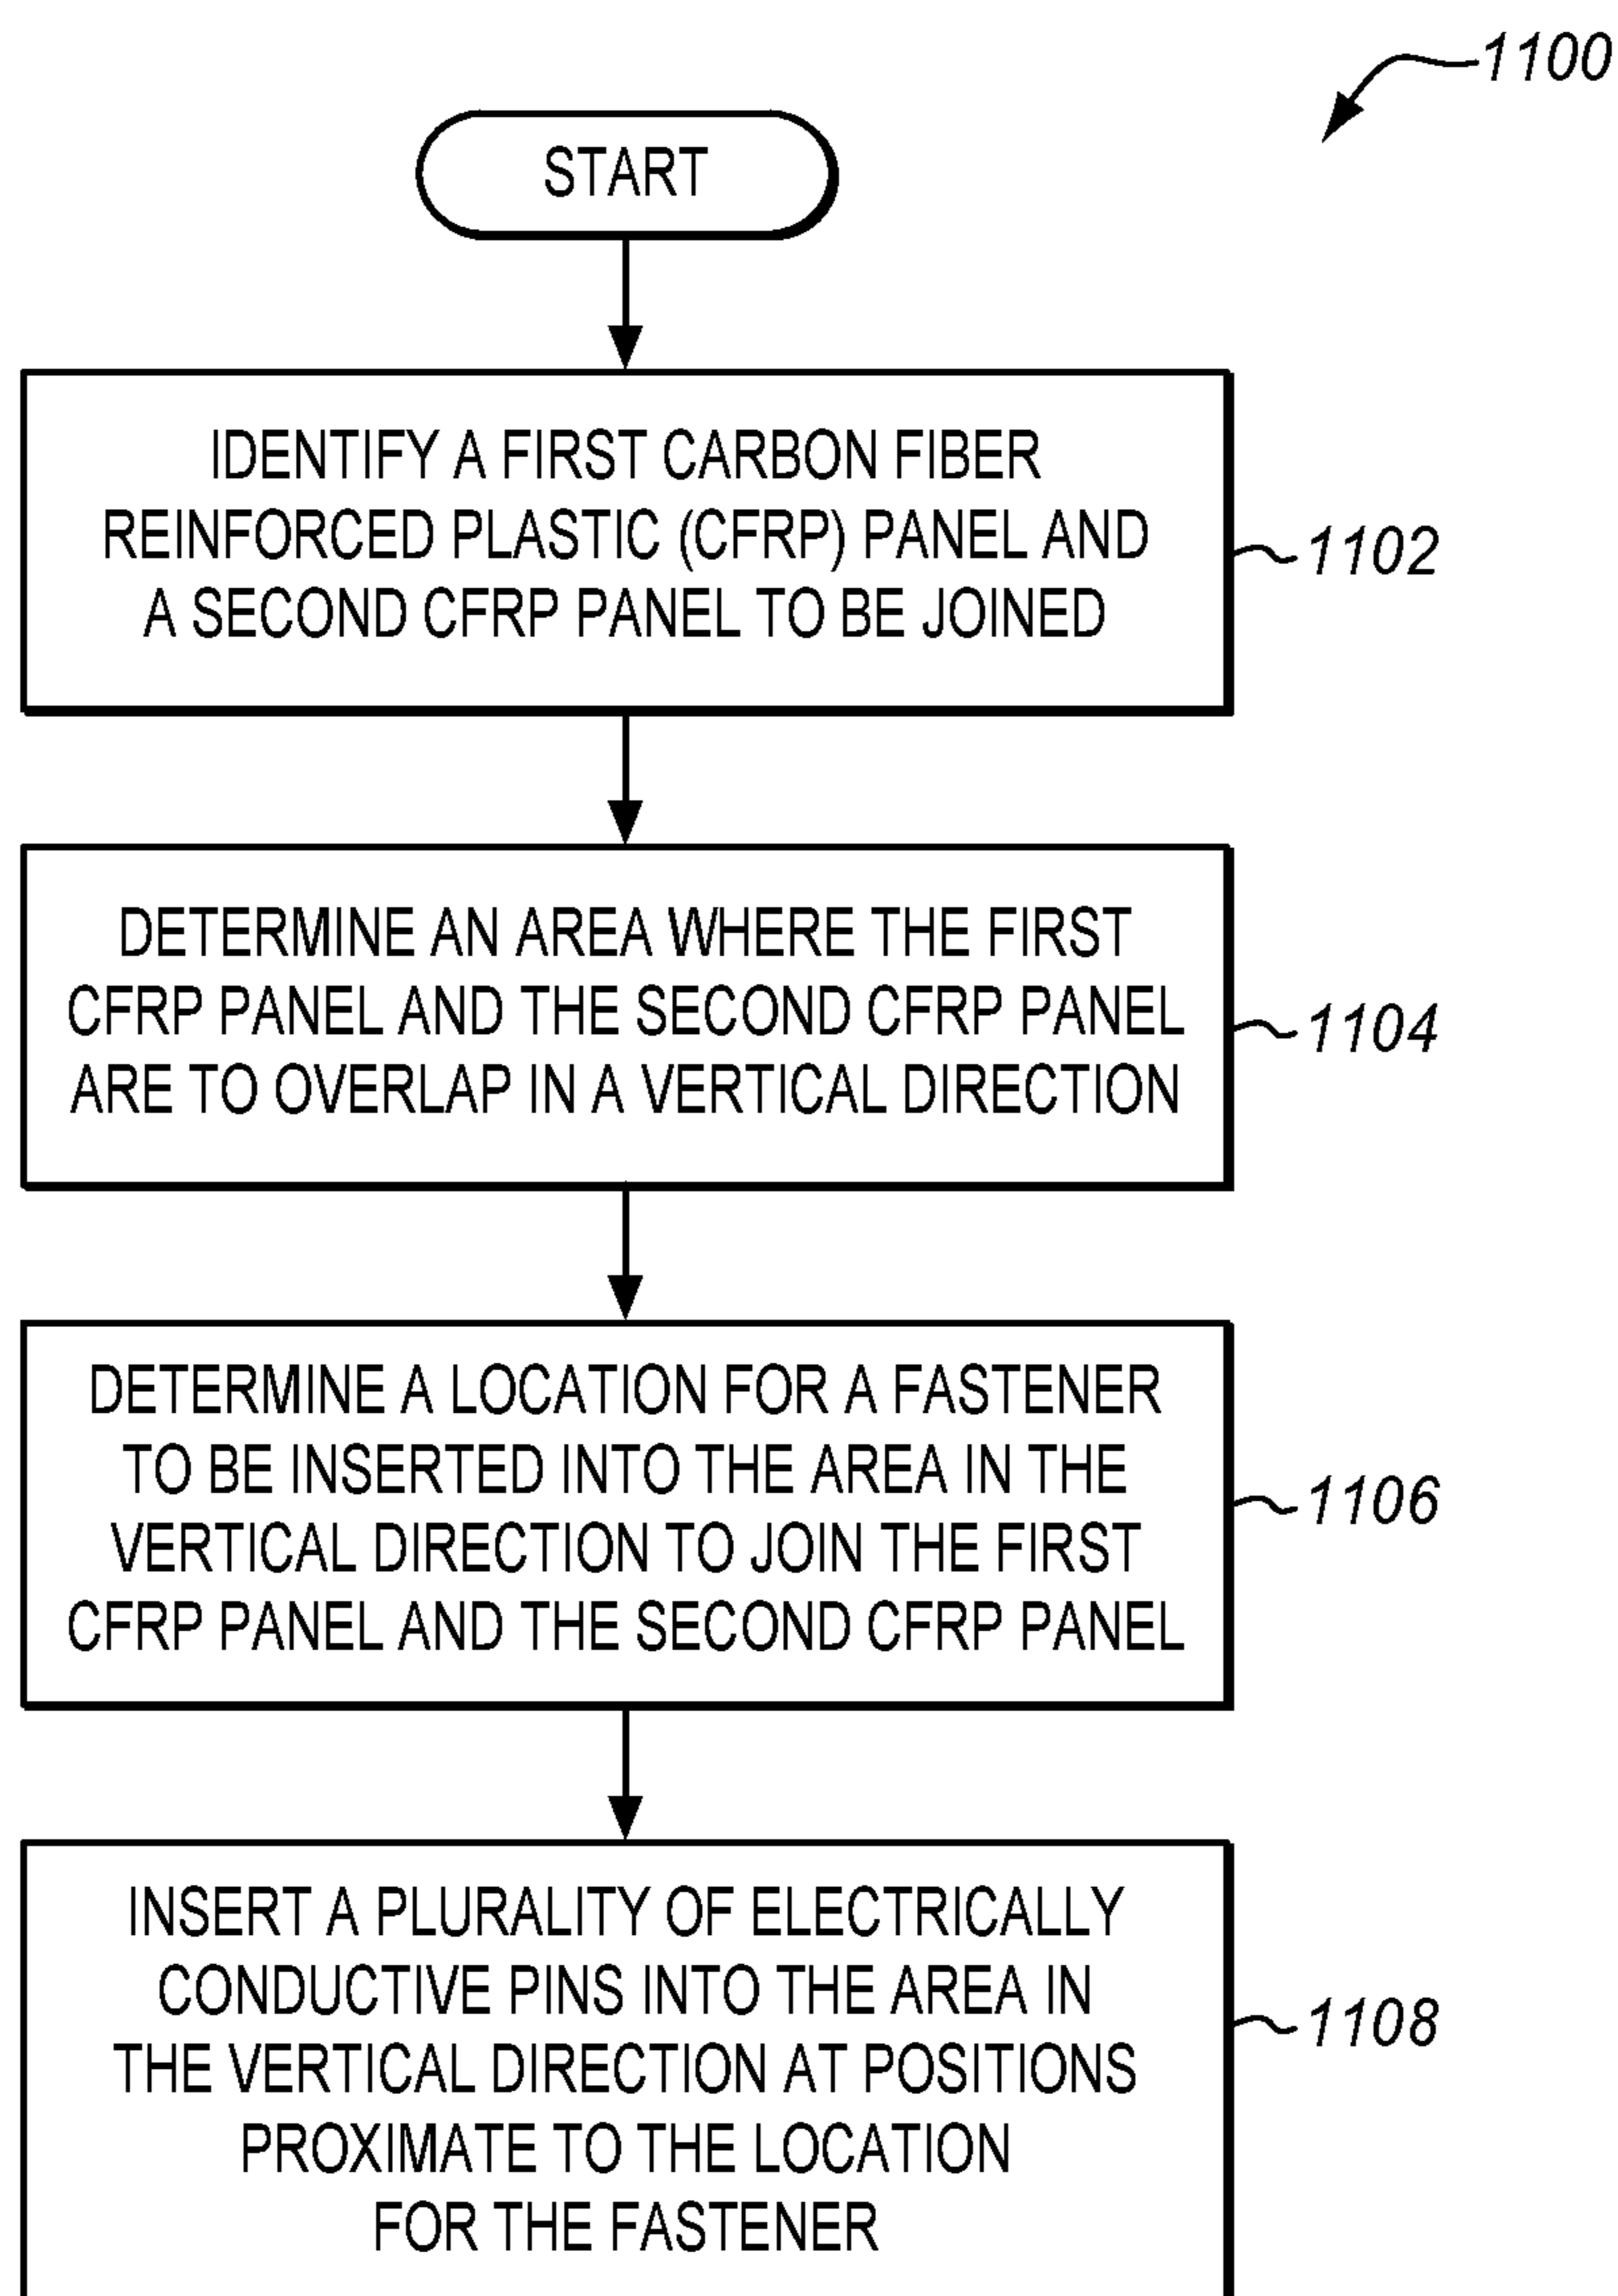 1100
START
IDENTIFY A FIRST CARBON FIBER
REINFORCED PLASTIC (CFRP) PANEL AND
A SECOND CFRP PANEL TO BE JOINED
1102
DETERMINE AN AREA WHERE THE FIRST
CFRP PANEL AND THE SECOND CFRP PANEL
ARE TO OVERLAP IN A VERTICAL DIRECTION
1104
DETERMINE A LOCATION FOR A FASTENER
TO BE INSERTED INTO THE AREA IN THE
VERTICAL DIRECTION TO JOIN THE FIRST
CFRP PANEL AND THE SECOND CFRP PANEL
1106
INSERT A PLURALITY OF ELECTRICALLY
CONDUCTIVE PINS INTO THE AREA IN
THE VERTICAL DIRECTION AT POSITIONS
PROXIMATE TO THE LOCATION
FOR THE FASTENER
1108